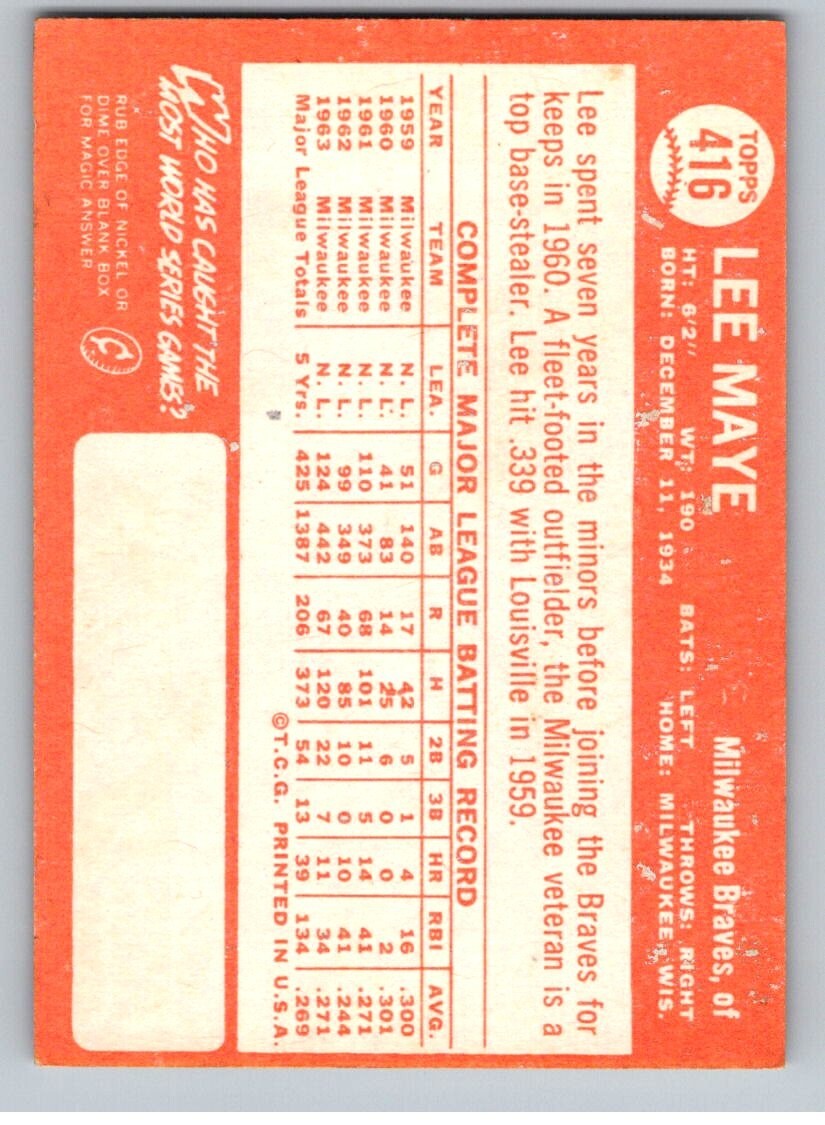 TOPPS
416
LEE MAYE
Milwaukee Braves, of
HT: 6'2" WT: 190 BATS: LEFT THROWS: RIGHT
BORN: DECEMBER 11, 1934 HOME: MILWAUKEE, WIS.
Lee spent seven years in the minors before joining the Braves for
keeps in 1960. A fleet-footed outfielder, the Milwaukee veteran is a
top base-stealer. Lee hit .339 with Louisville in 1959.
COMPLETE MAJOR LEAGUE BATTING RECORD
YEAR TEAM LEA. G AB R H 2B 3B HR RBI AVG.
1959 Milwaukee N. L. 51 140 17 42 5 1 4 16 .300
1960 Milwaukee N. L. 41 83 14 25 6 0 0 2 .301
1961 Milwaukee N. L. 110 373 68 101 11 5 14 41 .271
1962 Milwaukee N. L. 99 349 40 85 10 0 10 41 .244
1963 Milwaukee N. L. 124 442 67 120 22 7 11 34 .271
Major League Totals 5 Yrs. 425 1387 206 373 54 13 39 134 .269
©T.C.G. PRINTED IN U.S.A.
WHO HAS CAUGHT THE
MOST WORLD SERIES GAMES?
RUB EDGE OF NICKEL OR
DIME OVER BLANK BOX
FOR MAGIC ANSWER